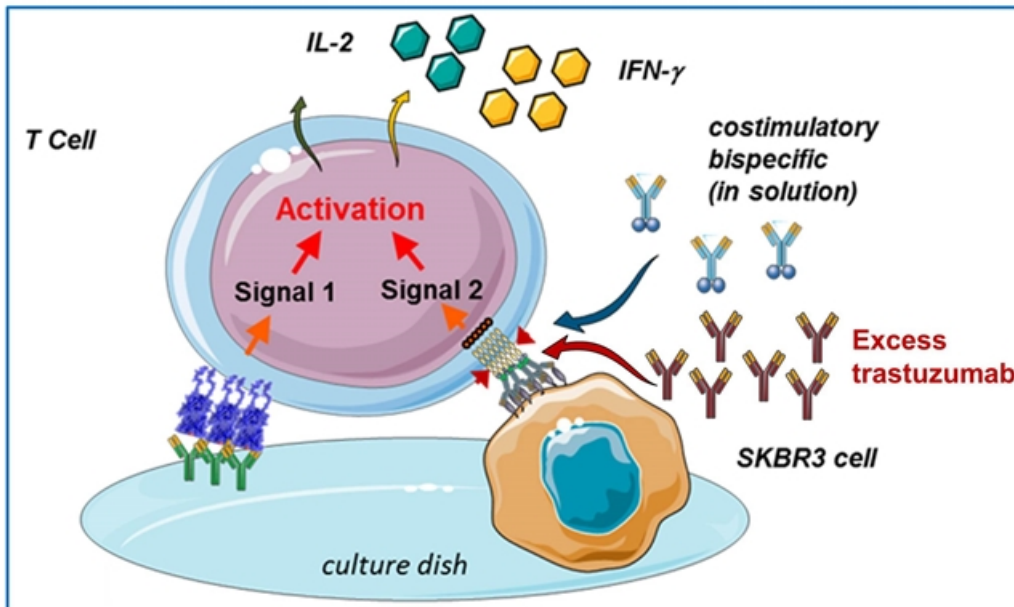 IL-2
IFN-γ
T Cell
costimulatory
bispecific
(in solution)
Activation
Signal 1
Signal 2
Excess
trastuzumab
SKBR3 cell
culture dish